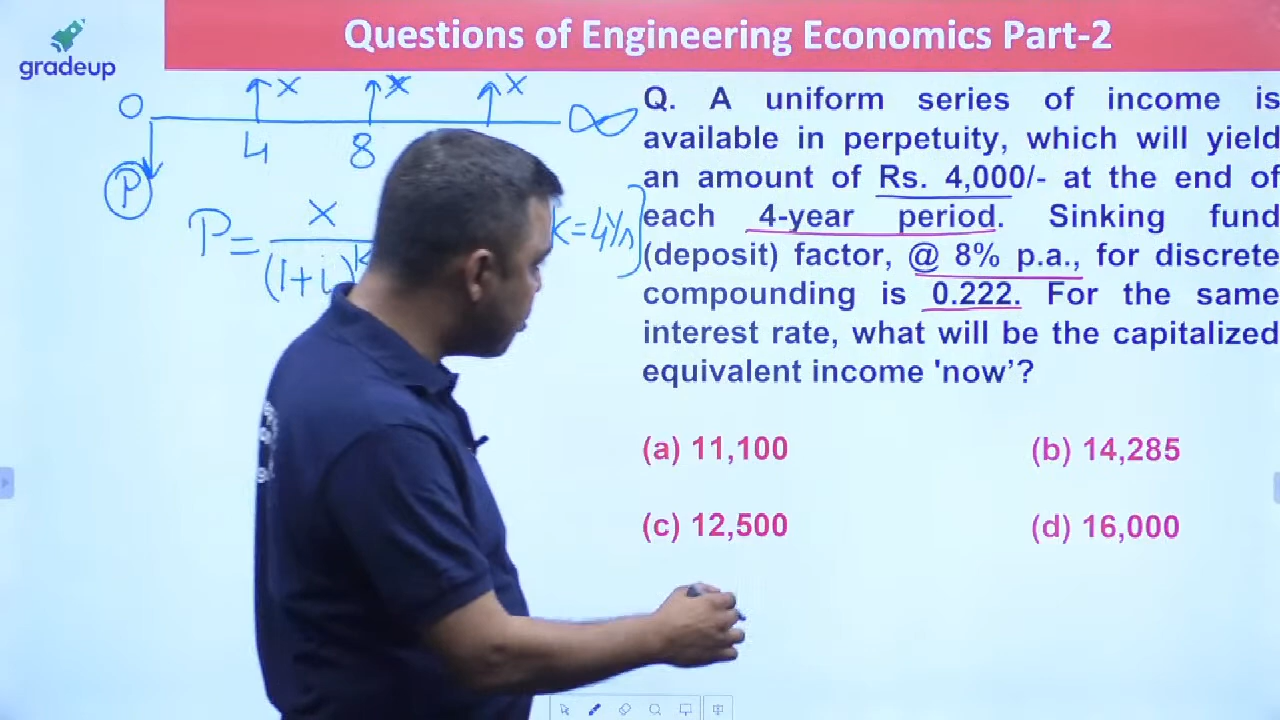 Questions of Engineering Economics Part-2
gradeup
x x x
0 ∞
4 8
P
P = x
(1+i)^k
k=4yrs]
Q. A uniform series of income is
available in perpetuity, which will yield
an amount of Rs. 4,000/- at the end of
each 4-year period. Sinking fund
(deposit) factor, @ 8% p.a., for discrete
compounding is 0.222. For the same
interest rate, what will be the capitalized
equivalent income 'now’?
(a) 11,100 (b) 14,285
(c) 12,500 (d) 16,000